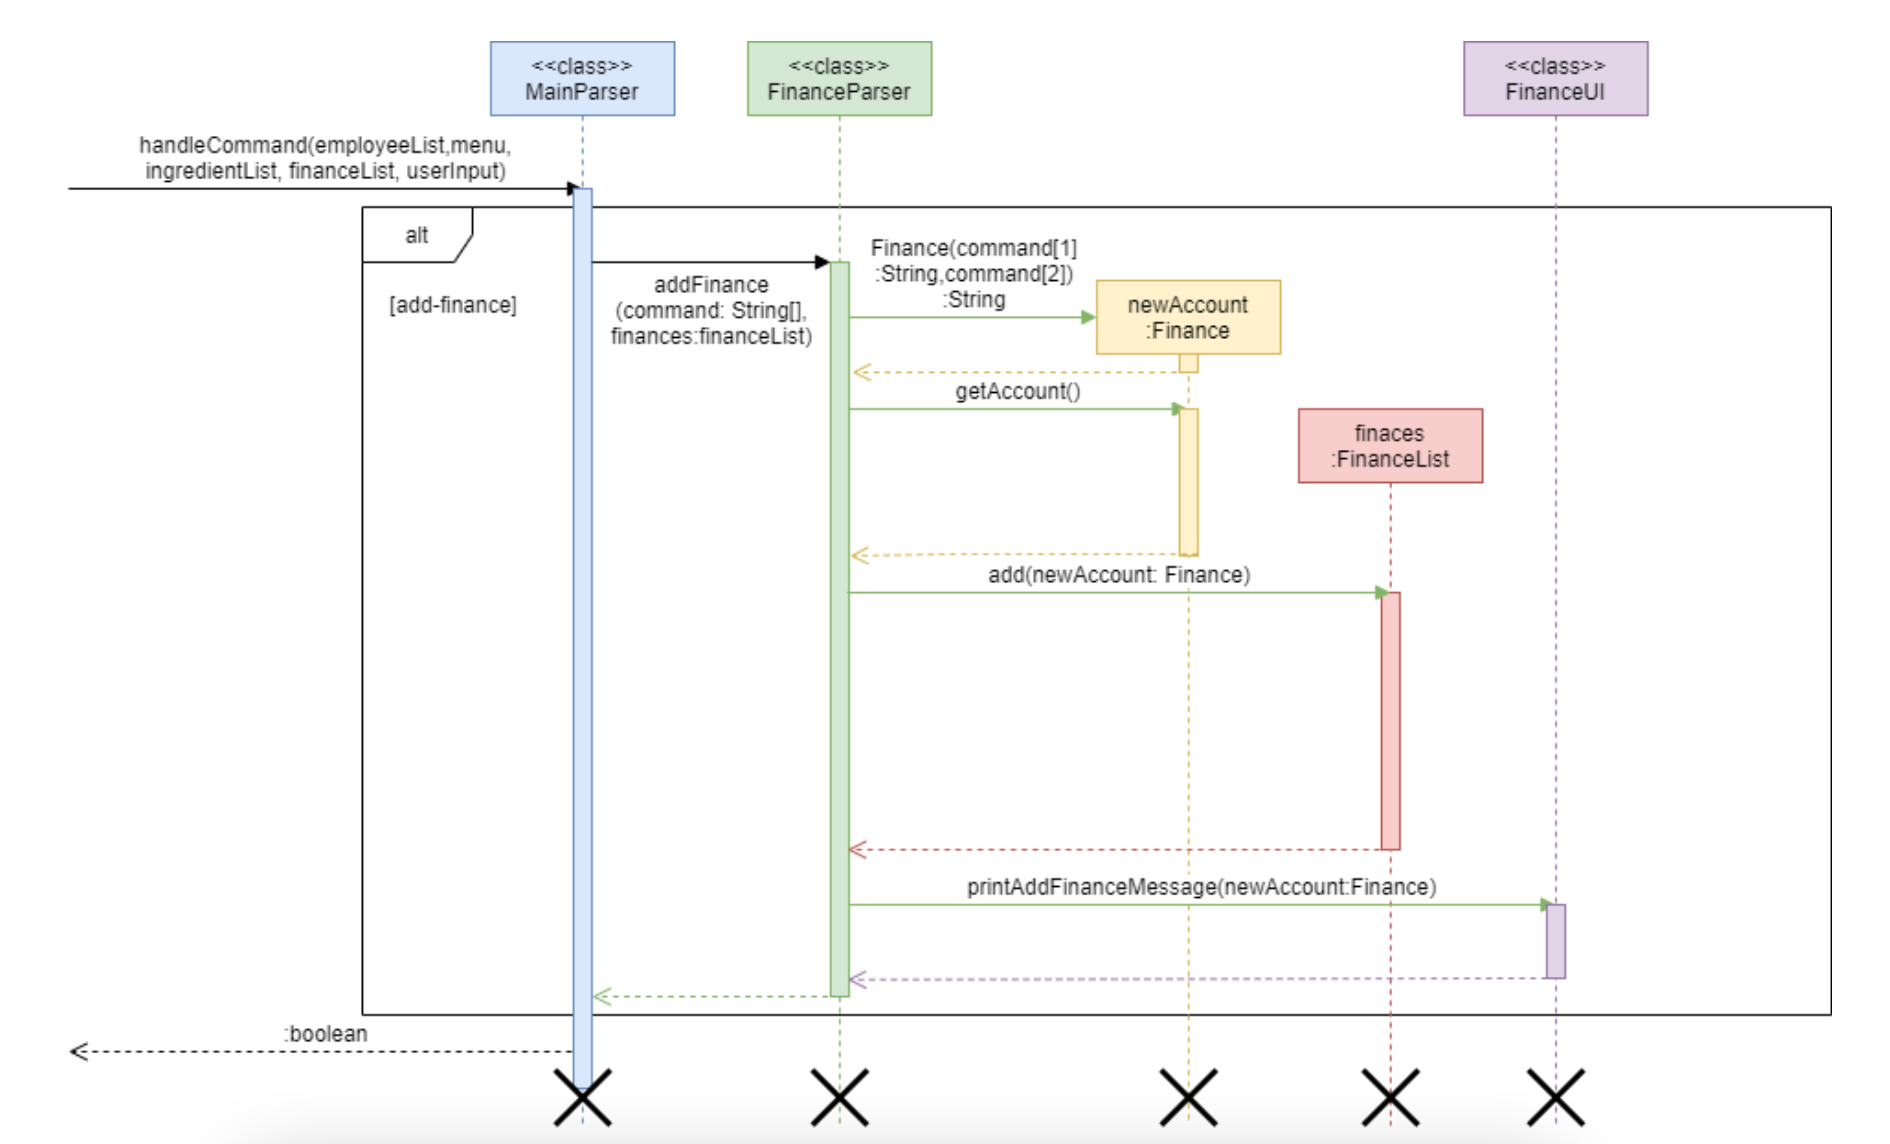 <<class>>
MainParser
<<class>>
FinanceParser
<<class>>
FinanceUI
handleCommand(employeeList,menu,
ingredientList, financeList, userInput)
alt
[add-finance]
addFinance
(command: String[],
finances:financeList)
Finance(command[1]
:String,command[2])
:String
newAccount
:Finance
getAccount()
finaces
:FinanceList
add(newAccount: Finance)
printAddFinanceMessage(newAccount:Finance)
:boolean